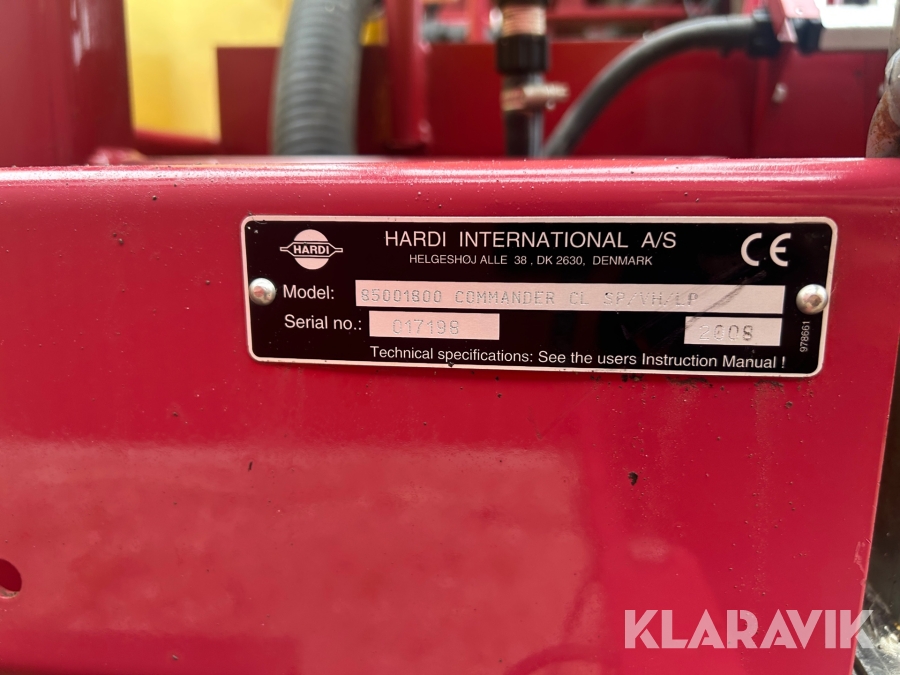 HARDI
HARDI INTERNATIONAL A/S
CE
HELGESHØJ ALLE 38, DK 2630, DENMARK
Model: 85001800 COMMANDER CL SP/VH/LP
Serial no.: 017198 2008
978661
Technical specifications: See the users Instruction Manual !
KLARAVIK